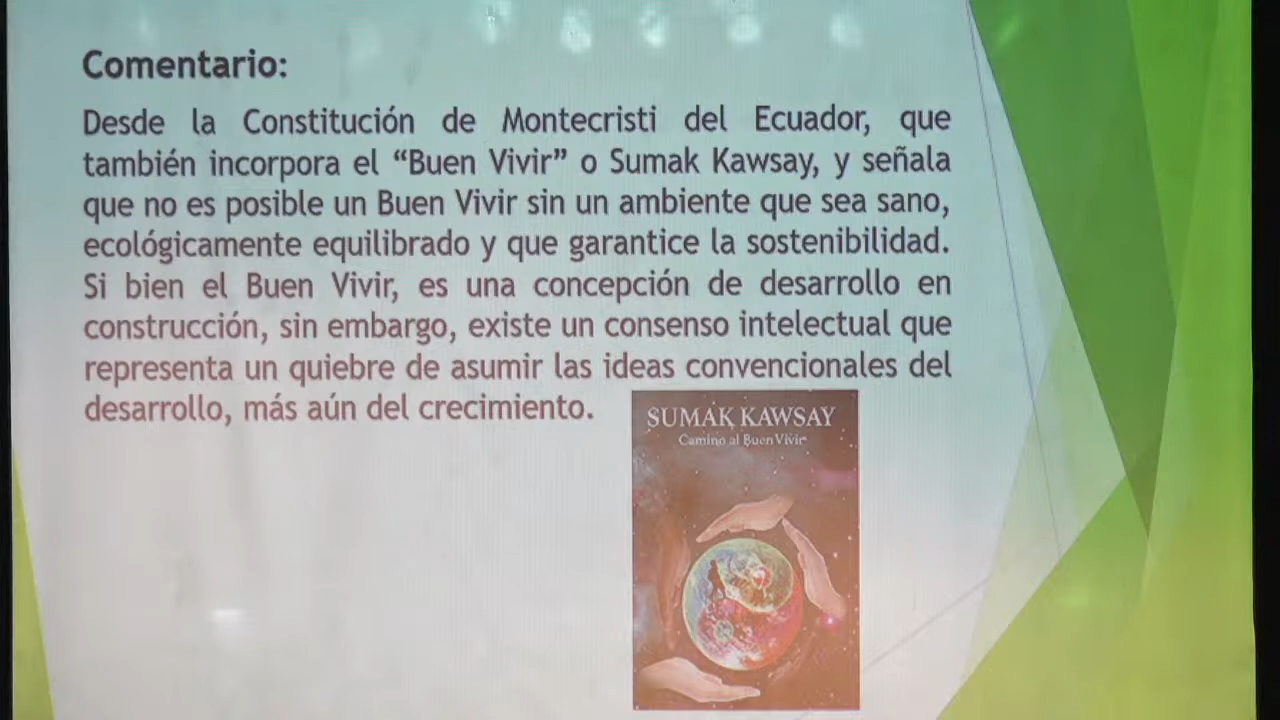 Comentario:
Desde la Constitución de Montecristi del Ecuador, que
también incorpora el “Buen Vivir” o Sumak Kawsay, y señala
que no es posible un Buen Vivir sin un ambiente que sea sano,
ecológicamente equilibrado y que garantice la sostenibilidad.
Si bien el Buen Vivir, es una concepción de desarrollo en
construcción, sin embargo, existe un consenso intelectual que
representa un quiebre de asumir las ideas convencionales del
desarrollo, más aún del crecimiento.
SUMAK KAWSAY
Camino al Buen Vivir